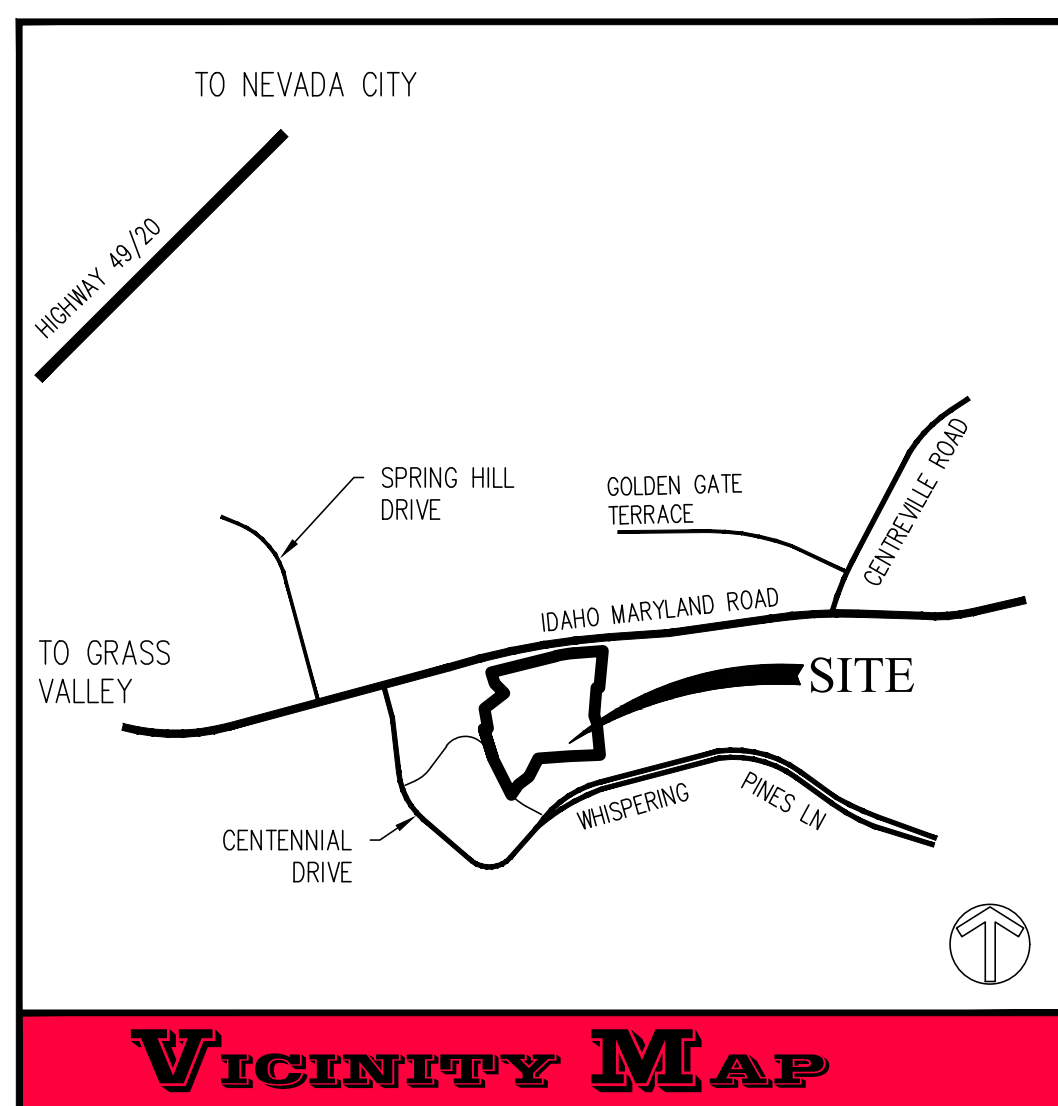 TO NEVADA CITY
HIGHWAY 49/20
SPRING HILL
DRIVE
GOLDEN GATE
TERRACE
CENTREVILLE ROAD
IDAHO MARYLAND ROAD
TO GRASS
VALLEY
SITE
WHISPERING PINES LN
CENTENNIAL
DRIVE
VICINITY MAP